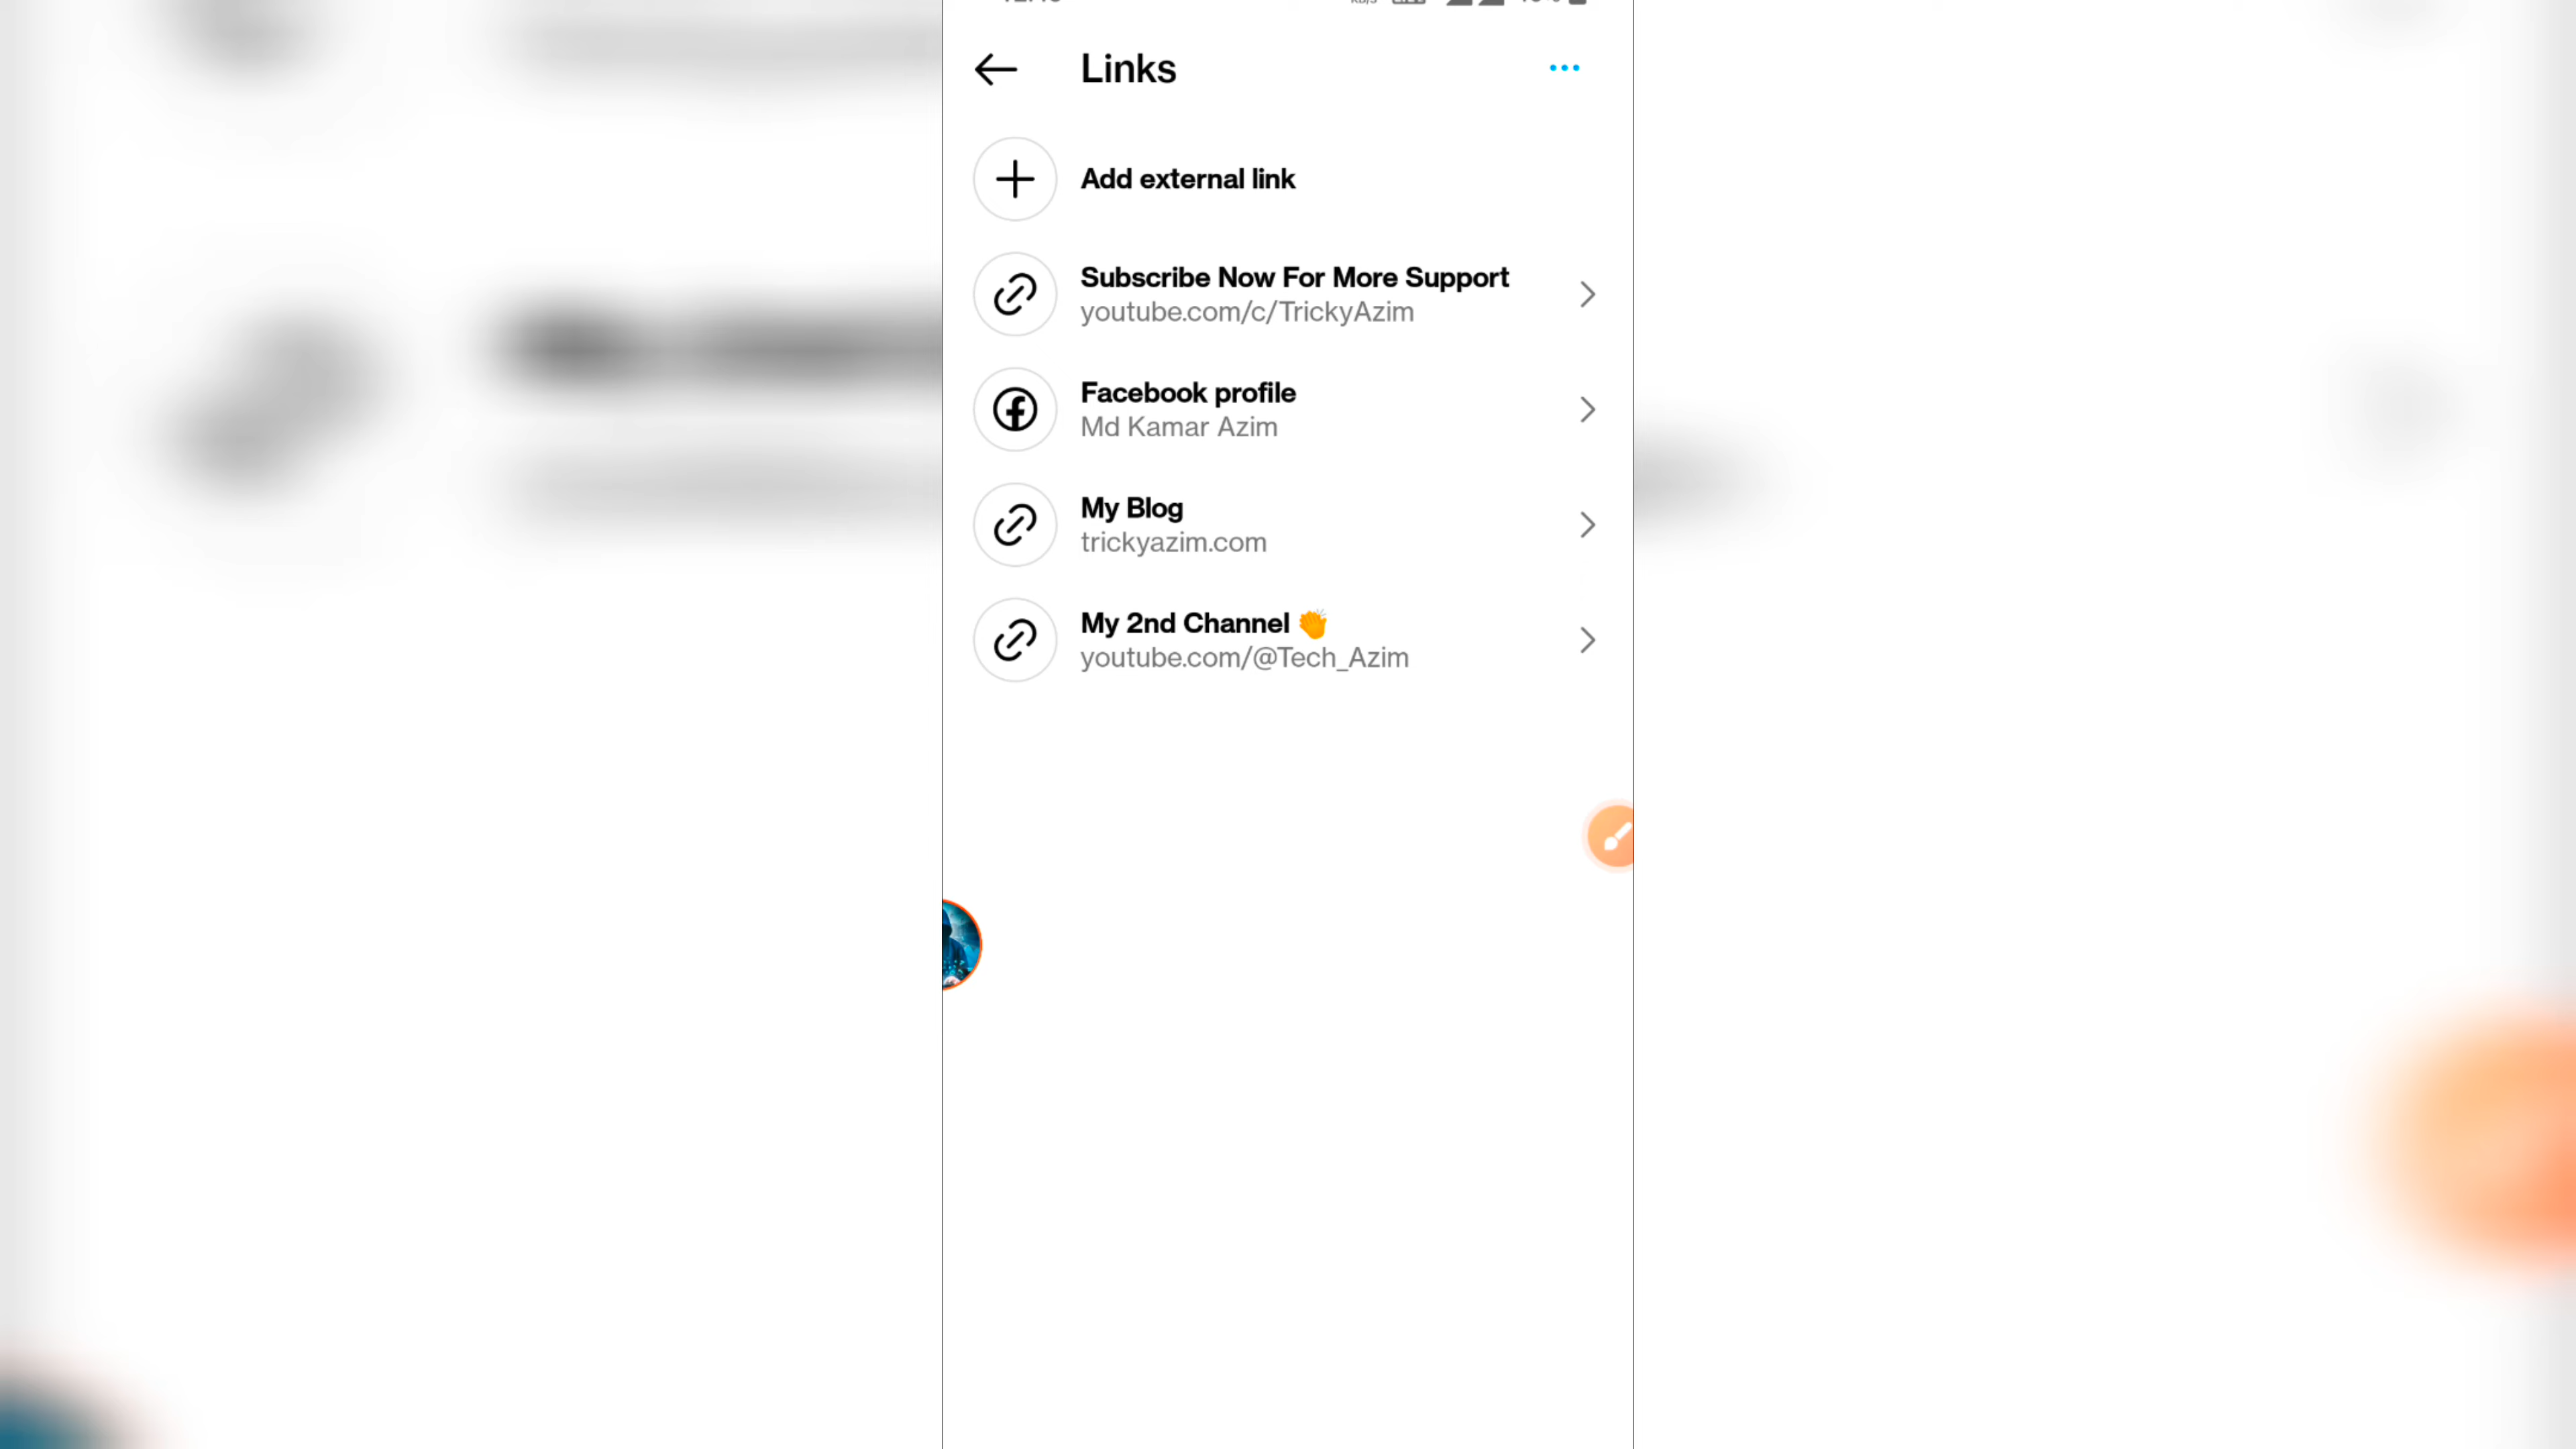 Links
Add external link
Subscribe Now For More Support
youtube.com/c/TrickyAzim
Facebook profile
Md Kamar Azim
My Blog
trickyazim.com
My 2nd Channel 👏
youtube.com/@Tech_Azim